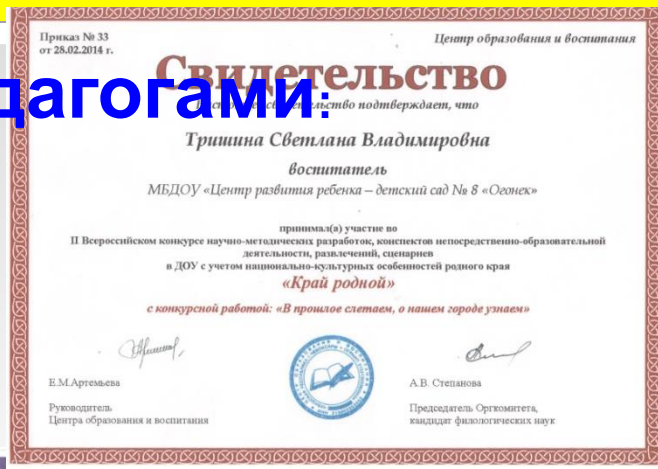 Приказ № 33
от 28.02.2014 г.
Центр образования и воспитания
Свидетельство
дагогами:
свидетельство подтверждает, что
Тришина Светлана Владимировна
воспитатель
МБДОУ «Центр развития ребенка – детский сад № 8 «Огонек»
принимал(а) участие во
II Всероссийском конкурсе научно-методических разработок, конспектов непосредственно-образовательной
деятельности, развлечений, сценариев
в ДОУ с учетом национально-культурных особенностей родного края
«Край родной»
с конкурсной работой: «В прошлое слетаем, о нашем городе узнаем»
Е.М.Артемьева
А.В. Степанова
Руководитель
Центра образования и воспитания
Председатель Оргкомитета,
кандидат филологических наук